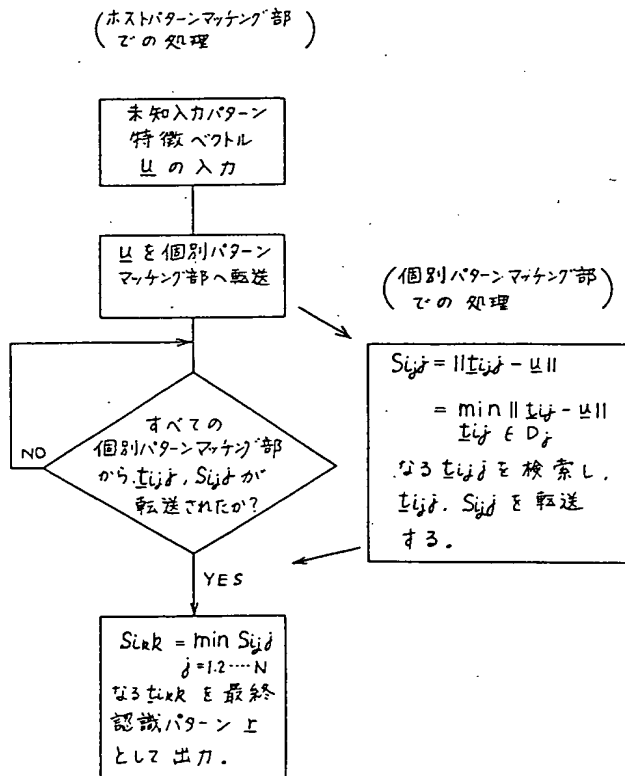 (ホストパターンマッチング部
での処理)
未知入力パターン
特徴ベクトル
u の入力
u を個別パターン
マッチング部へ転送
(個別パターンマッチング部
での処理)
Sijj = ||tijj - u||
= min || tij - u||
tij ∈ Dj
なる tijj を検索し,
tijj, Sijj を転送
する。
すべての
個別パターンマッチング部
から tijj, Sijj が
転送されたか?
NO
YES
Sikk = min Sijj
j=1.2‥‥N
なる tikk を最終
認識パターン r
として出力.